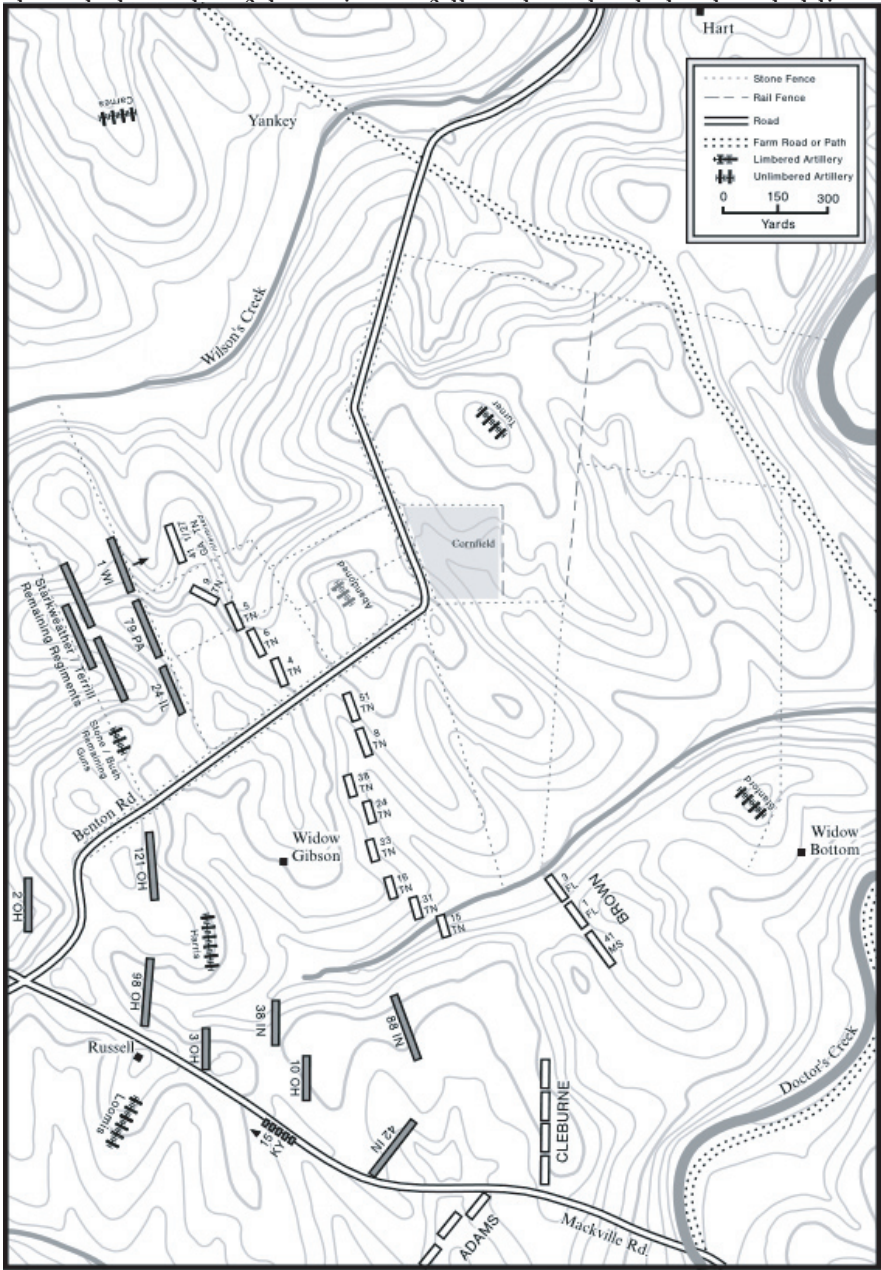 Hart
Stone Fence
Rail Fence
Road
Farm Road or Path
Limbered Artillery
Unlimbered Artillery
0 150 300
Yards
Carnes
Yankey
Wilson's Creek
Turner
Cornfield
Abandoned
41 1/27
GA TN
9
TN
5
TN
6
TN
4
TN
1 WI
79 PA
24 IL
Starkweather / Terrill
Remaining Regiments
Stone / Bush
Remaining
Guns
51
TN
8
TN
38
TN
24
TN
33
TN
16
TN
31
TN
15
TN
Benton Rd.
Widow
Gibson
Stanford
Widow
Bottom
121 OH
2 OH
Harris
3
FL
1
FL
41
MS
BROWN
98 OH
38 IN
88 IN
3 OH
10 OH
Russell
Loomis
15
KY
42 IN
CLEBURNE
Doctor's Creek
ADAMS
Mackville Rd.